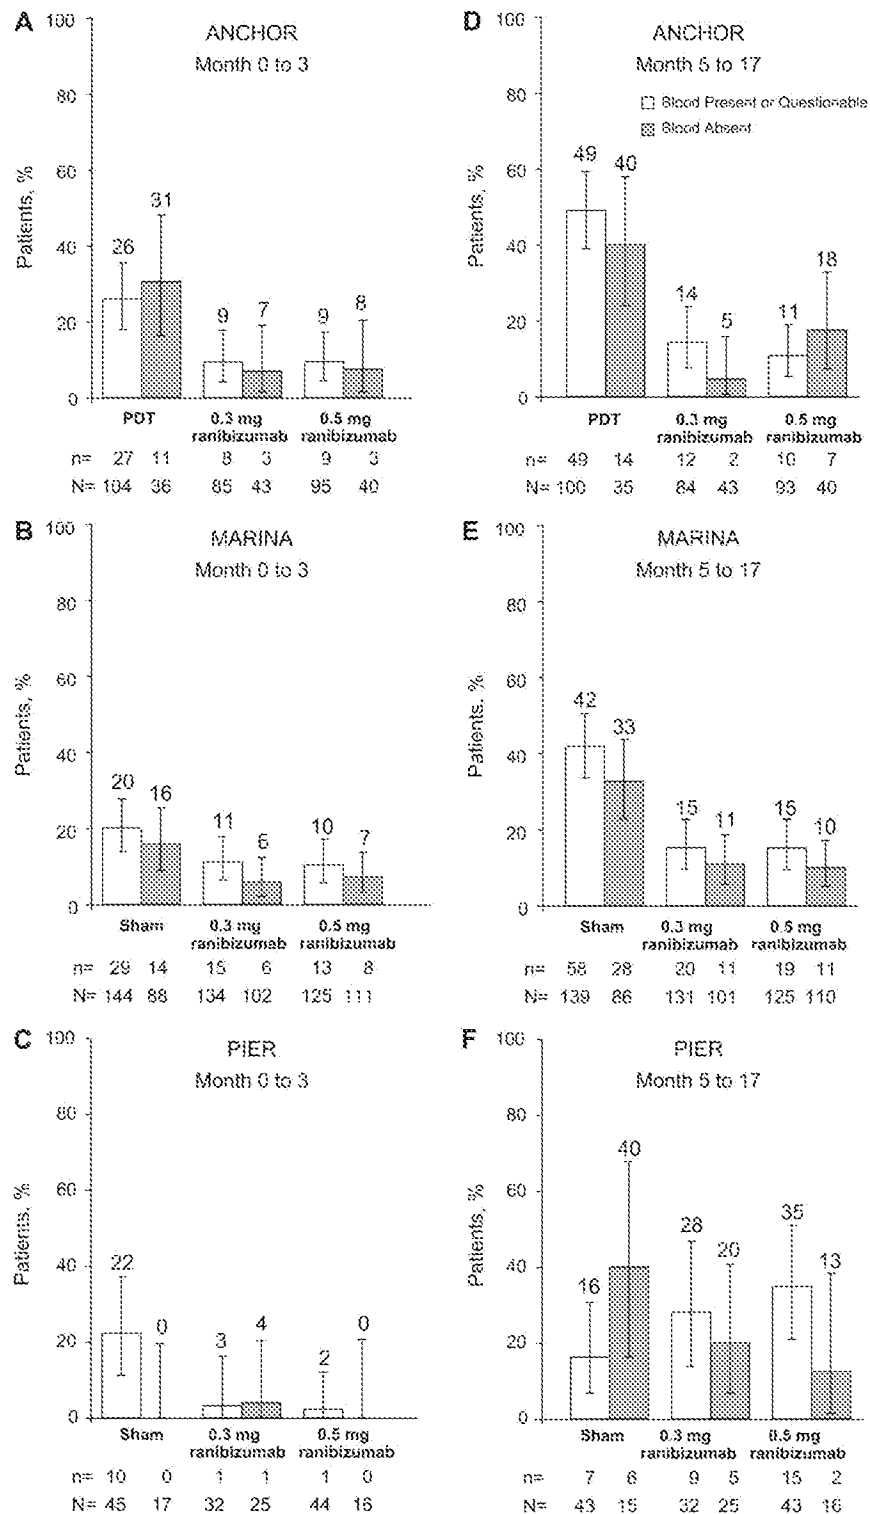 A
ANCHOR
Month 0 to 3
Patients, %
100
80
60
40
20
0
26 31
9 7
9 8
PDT 0.3 mg ranibizumab 0.5 mg ranibizumab
n= 27 11 8 3 9 3
N= 104 36 85 43 95 40
D
ANCHOR
Month 5 to 17
Blood Present or Questionable
Blood Absent
Patients, %
100
80
60
40
20
0
49 40
14 5
11 18
PDT 0.3 mg ranibizumab 0.5 mg ranibizumab
n= 49 14 12 2 10 7
N= 100 35 84 43 93 40
B
MARINA
Month 0 to 3
Patients, %
100
80
60
40
20
0
20 16
11 6
10 7
Sham 0.3 mg ranibizumab 0.5 mg ranibizumab
n= 29 14 15 6 13 8
N= 144 88 134 102 125 111
E
MARINA
Month 5 to 17
Patients, %
100
80
60
40
20
0
42 33
15 11
15 10
Sham 0.3 mg ranibizumab 0.5 mg ranibizumab
n= 58 28 20 11 19 11
N= 139 86 131 101 125 110
C
PIER
Month 0 to 3
Patients, %
100
80
60
40
20
0
22 0
3 4
2 0
Sham 0.3 mg ranibizumab 0.5 mg ranibizumab
n= 10 0 1 1 1 0
N= 45 17 32 25 44 16
F
PIER
Month 5 to 17
Patients, %
100
80
60
40
20
0
16 40
28 20
35 13
Sham 0.3 mg ranibizumab 0.5 mg ranibizumab
n= 7 6 9 5 15 2
N= 43 15 32 25 43 16